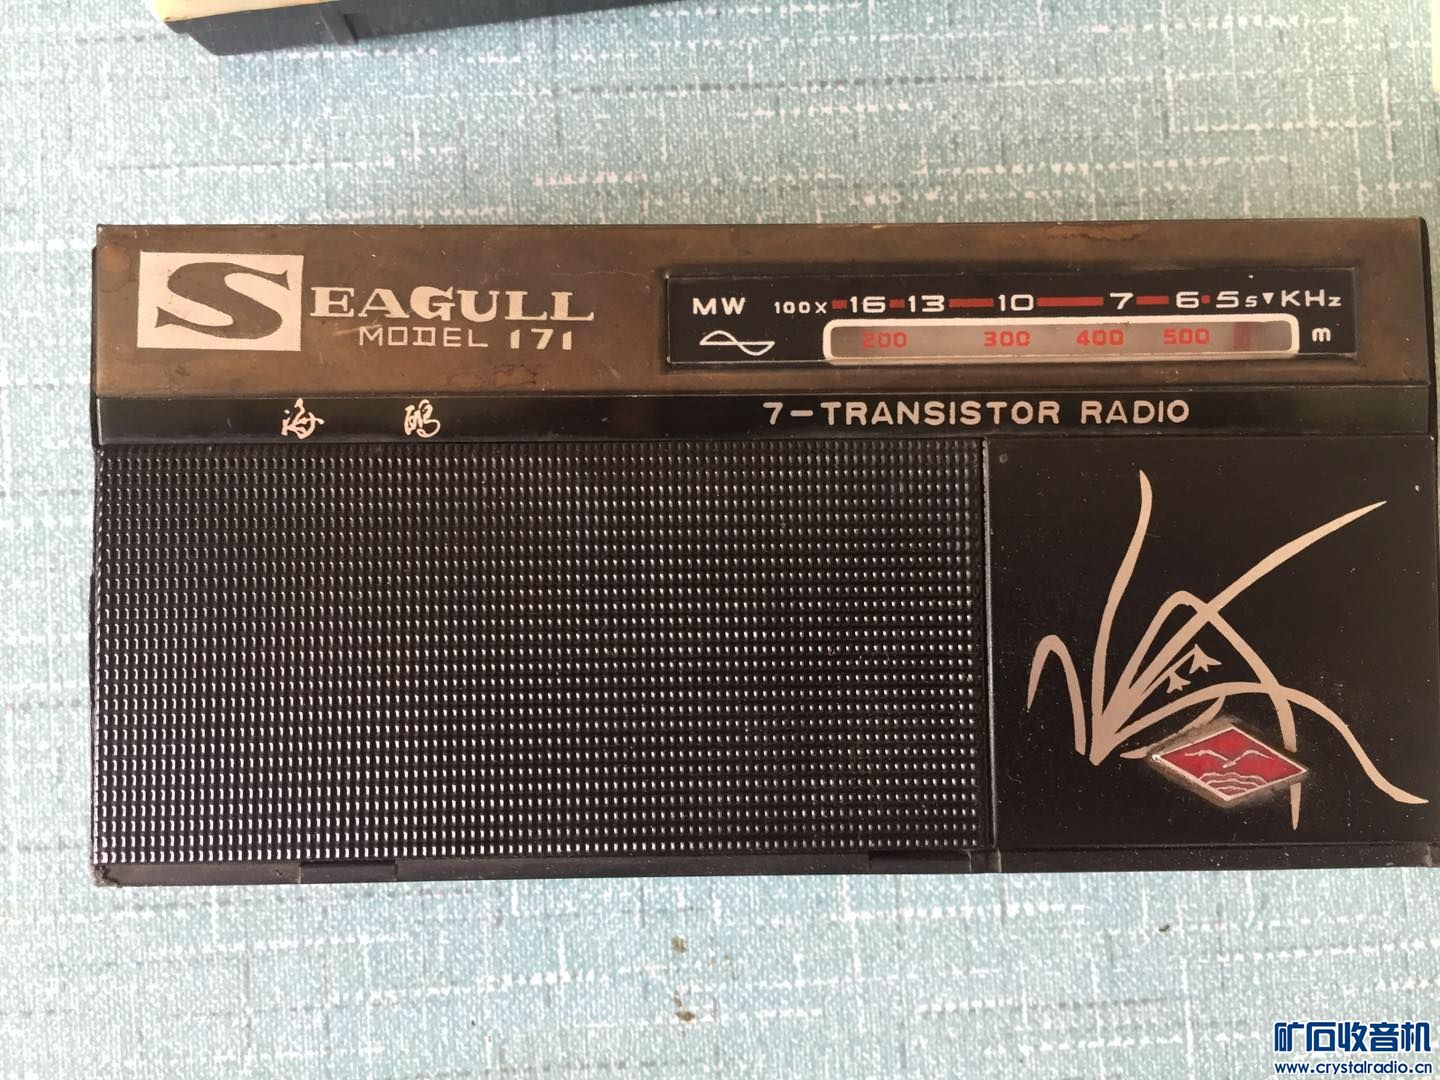 SEAGULL
MODEL 171
MW 100X 16 13 10 7 6 5 5 KHz
200 300 400 500 m
海鸥
7-TRANSISTOR RADIO
矿石收音机
www.crystalradio.cn